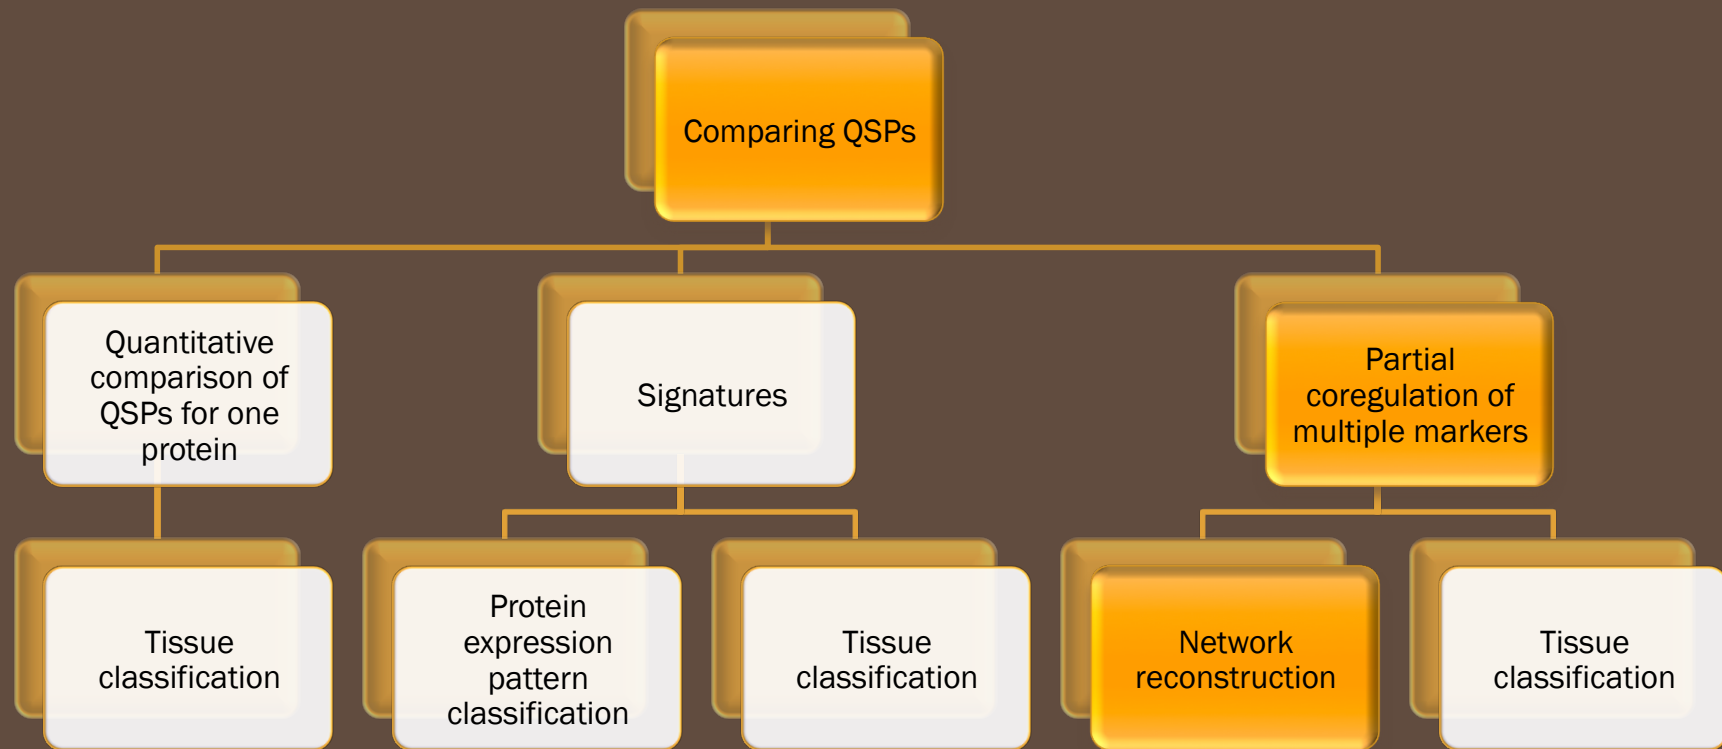 Comparing QSPs
Quantitative
comparison of
QSPs for one
protein
Signatures
Partial
coregulation of
multiple markers
Tissue
classification
Protein
expression
pattern
classification
Tissue
classification
Network
reconstruction
Tissue
classification